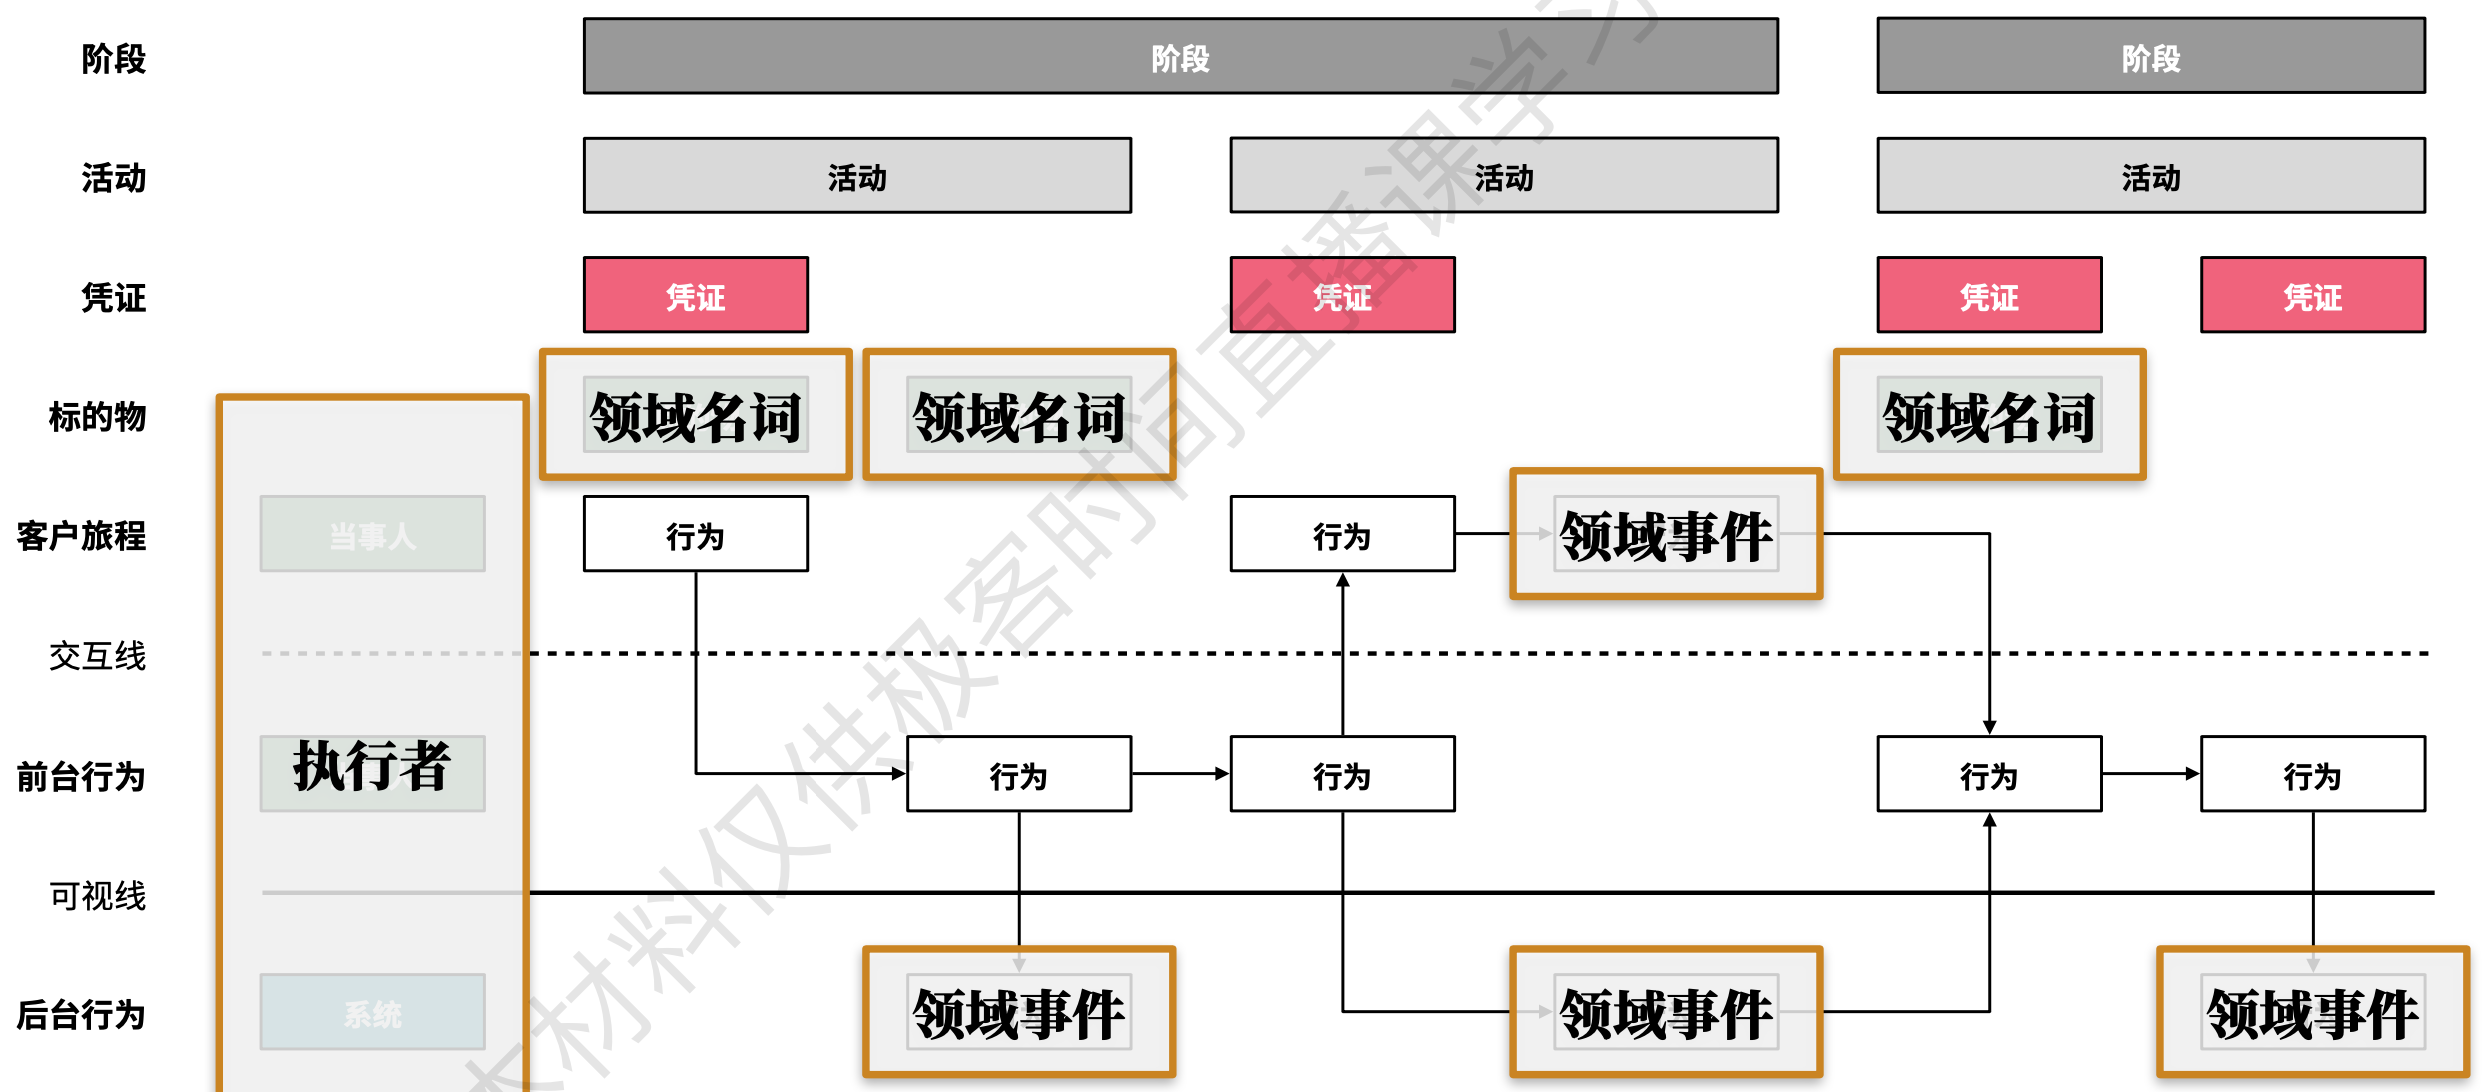 阶段 阶段 阶段
活动 活动 活动 活动
凭证 凭证 凭证 凭证 凭证
标的物 领域名词 领域名词 领域名词
客户旅程 当事人 行为 行为 领域事件
交互线
前台行为 执行者 行为 行为 行为 行为
可视线
后台行为 系统 领域事件 领域事件 领域事件
本材料仅供极客时间直播课学习